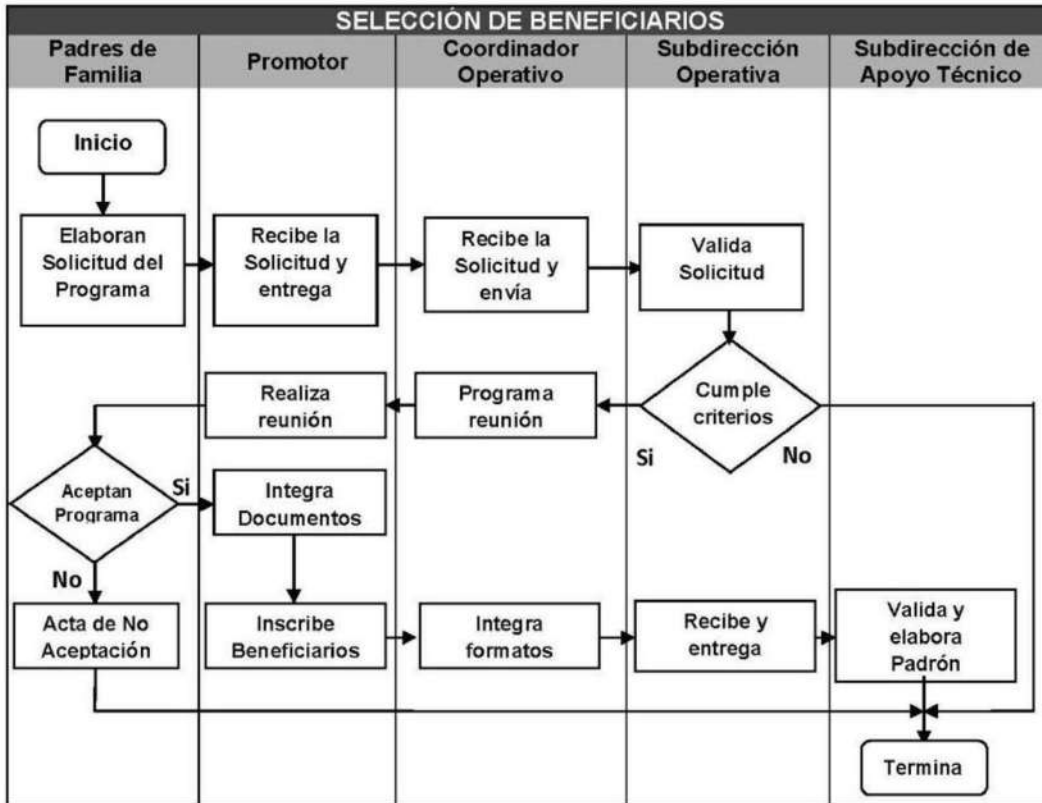 SELECCIÓN DE BENEFICIARIOS
Padres de
Familia
Promotor
Coordinador
Operativo
Subdirección
Operativa
Subdirección de
Apoyo Técnico
Inicio
Elaboran
Solicitud del
Programa
Recibe la
Solicitud y
entrega
Recibe la
Solicitud y
envía
Valida
Solicitud
Cumple
criterios
Si
No
Programa
reunión
Realiza
reunión
Aceptan
Programa
Si
No
Integra
Documentos
Acta de No
Aceptación
Inscribe
Beneficiarios
Integra
formatos
Recibe y
entrega
Valida y
elabora
Padrón
Termina